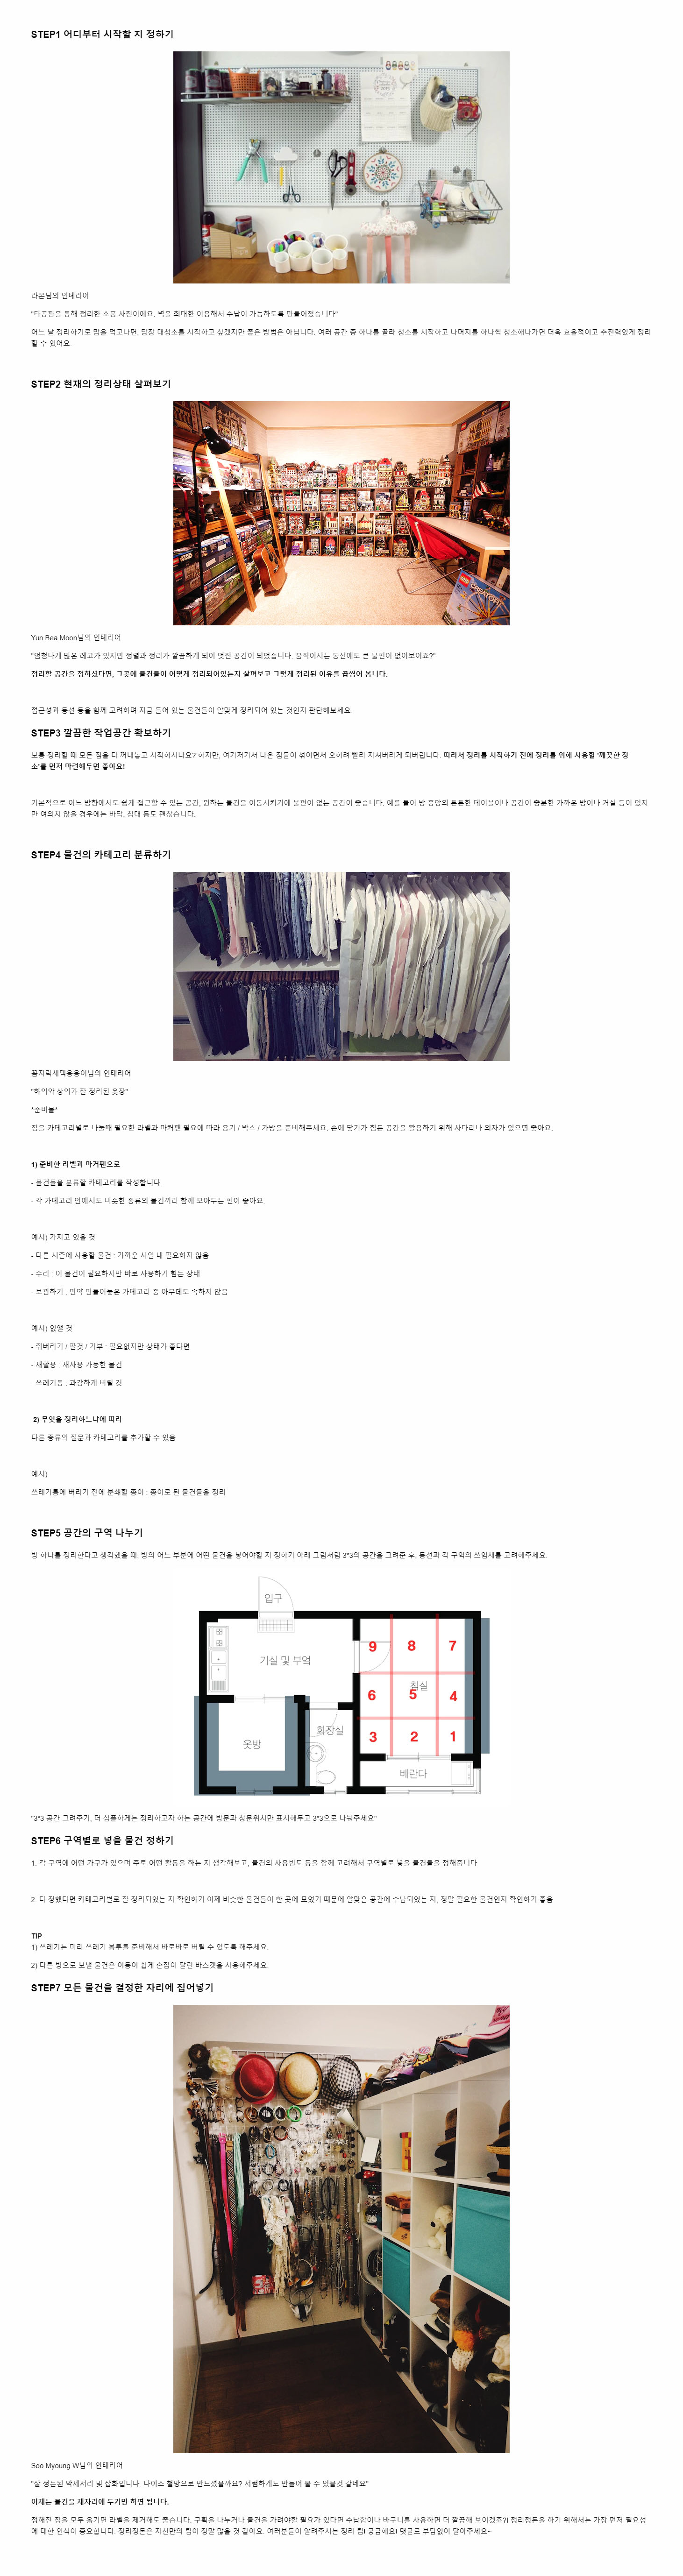 STEP1 어디부터 시작할 지 정하기
라온님의 인테리어
"타공판을 통해 정리한 소품 사진이에요. 벽을 최대한 이용해서 수납이 가능하도록 만들어졌습니다"
어느 날 정리하기로 맘을 먹고나면, 당장 대청소를 시작하고 싶겠지만 좋은 방법은 아닙니다. 여러 공간 중 하나를 골라 청소를 시작하고 나머지를 하나씩 청소해나가면 더욱 효율적이고 추진력있게 정리
할 수 있어요.
STEP2 현재의 정리상태 살펴보기
CREATOR
Yun Bea Moon님의 인테리어
"엄청나게 많은 레고가 있지만 정렬과 정리가 깔끔하게 되어 멋진 공간이 되었습니다. 움직이시는 동선에도 큰 불편이 없어보이죠?"
정리할 공간을 정하셨다면, 그곳에 물건들이 어떻게 정리되어있는지 살펴보고 그렇게 정리된 이유를 곱씹어 봅니다.
접근성과 동선 등을 함께 고려하며 지금 들어 있는 물건들이 알맞게 정리되어 있는 것인지 판단해보세요.
STEP3 깔끔한 작업공간 확보하기
보통 정리할 때 모든 짐을 다 꺼내놓고 시작하시나요? 하지만, 여기저기서 나온 짐들이 섞이면서 오히려 빨리 지쳐버리게 되버립니다. 따라서 정리를 시작하기 전에 정리를 위해 사용할 '깨끗한 장
소'를 먼저 마련해두면 좋아요!
기본적으로 어느 방향에서도 쉽게 접근할 수 있는 공간, 원하는 물건을 이동시키기에 불편이 없는 공간이 좋습니다. 예를 들어 방 중앙의 튼튼한 테이블이나 공간이 충분한 가까운 방이나 거실 등이 있지
만 여의치 않을 경우에는 바닥, 침대 등도 괜찮습니다.
STEP4 물건의 카테고리 분류하기
꼼지락새댁용용이님의 인테리어
"하의와 상의가 잘 정리된 옷장"
*준비물*
짐을 카테고리별로 나눌때 필요한 라벨과 마커펜 필요에 따라 용기 / 박스 / 가방을 준비해주세요. 손에 닿기가 힘든 공간을 활용하기 위해 사다리나 의자가 있으면 좋아요.
1) 준비한 라벨과 마커펜으로
- 물건들을 분류할 카테고리를 작성합니다.
- 각 카테고리 안에서도 비슷한 종류의 물건끼리 함께 모아두는 편이 좋아요.
예시) 가지고 있을 것
- 다른 시즌에 사용할 물건 : 가까운 시일 내 필요하지 않음
- 수리 : 이 물건이 필요하지만 바로 사용하기 힘든 상태
- 보관하기 : 만약 만들어놓은 카테고리 중 아무데도 속하지 않음
예시) 없앨 것
- 줘버리기 / 팔것 / 기부 : 필요없지만 상태가 좋다면
- 재활용 : 재사용 가능한 물건
- 쓰레기통 : 과감하게 버릴 것
2) 무엇을 정리하느냐에 따라
다른 종류의 질문과 카테고리를 추가할 수 있음
예시)
쓰레기통에 버리기 전에 분쇄할 종이 : 종이로 된 물건들을 정리
STEP5 공간의 구역 나누기
방 하나를 정리한다고 생각했을 때, 방의 어느 부분에 어떤 물건을 넣어야할 지 정하기 아래 그림처럼 3*3의 공간을 그려준 후, 동선과 각 구역의 쓰임새를 고려해주세요.
입구
거실 및 부엌
9 8 7
침실
6 5 4
화장실
3 2 1
옷방
베란다
"3*3 공간 그려주기, 더 심플하게는 정리하고자 하는 공간에 방문과 창문위치만 표시해두고 3*3으로 나눠주세요"
STEP6 구역별로 넣을 물건 정하기
1. 각 구역에 어떤 가구가 있으며 주로 어떤 활동을 하는 지 생각해보고, 물건의 사용빈도 등을 함께 고려해서 구역별로 넣을 물건들을 정해줍니다
2. 다 정했다면 카테고리별로 잘 정리되었는 지 확인하기 이제 비슷한 물건들이 한 곳에 모였기 때문에 알맞은 공간에 수납되었는 지, 정말 필요한 물건인지 확인하기 좋음
TIP
1) 쓰레기는 미리 쓰레기 봉투를 준비해서 바로바로 버릴 수 있도록 해주세요.
2) 다른 방으로 보낼 물건은 이동이 쉽게 손잡이 달린 바스켓을 사용해주세요.
STEP7 모든 물건을 결정한 자리에 집어넣기
Soo Myoung W님의 인테리어
"잘 정돈된 악세서리 및 잡화입니다. 다이소 철망으로 만드셨을까요? 저렴하게도 만들어 볼 수 있을것 같네요"
이제는 물건을 제자리에 두기만 하면 됩니다.
정해진 짐을 모두 옮기면 라벨을 제거해도 좋습니다. 구획을 나누거나 물건을 가려야할 필요가 있다면 수납함이나 바구니를 사용하면 더 깔끔해 보이겠죠?! 정리정돈을 하기 위해서는 가장 먼저 필요성
에 대한 인식이 중요합니다. 정리정돈은 자신만의 팁이 정말 많을 것 같아요. 여러분들이 알려주시는 정리 팁! 궁금해요! 댓글로 부담없이 달아주세요~